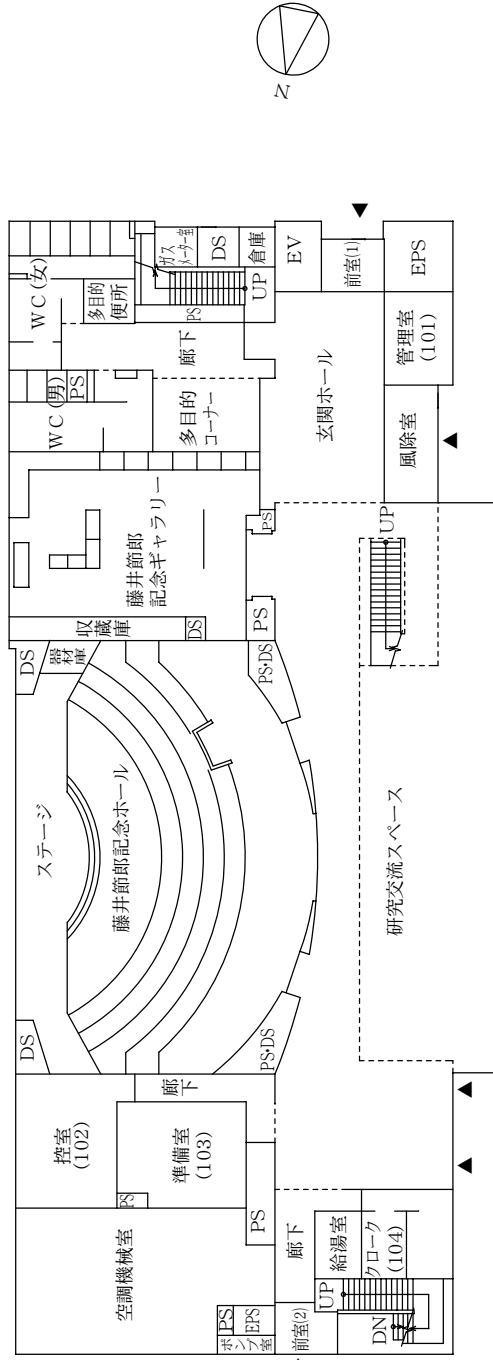 WC(女)
WC(男)
PS
多目的
便所
ガス
メーター室
DS
倉庫
PS
UP
廊下
多目的
コーナー
EV
前室(1)
EPS
玄関ホール
管理室
(101)
風除室
藤井節郎
記念ギャラリー
PS
PS
収蔵庫
DS
UP
DS
器材庫
PS・DS
ステージ
藤井節郎記念ホール
研究交流スペース
DS
PS・DS
控室
(102)
廊下
準備室
(103)
PS
PS
空調機械室
廊下
給湯室
クローク
(104)
PS
EPS
ポンプ室
前室(2)
UP
DN
N